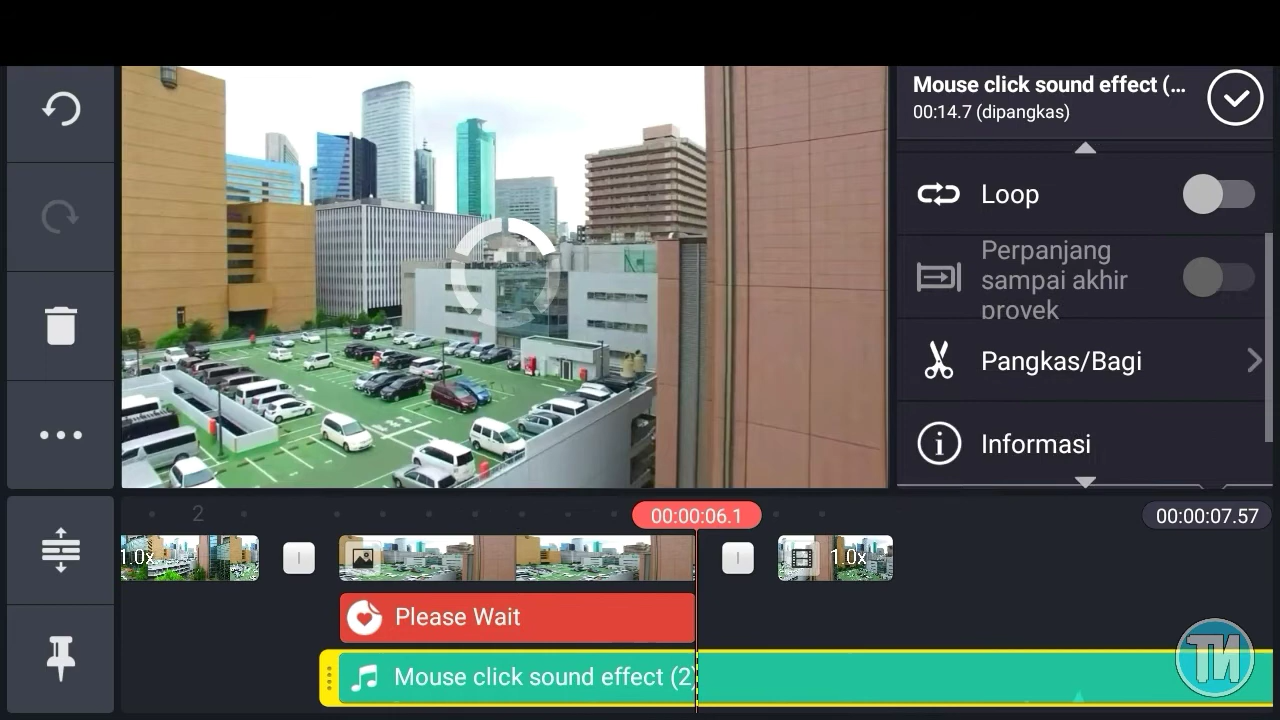 Mouse click sound effect (...
00:14.7 (dipangkas)
Loop
Perpanjang
sampai akhir
proyek
Pangkas/Bagi
Informasi
2
00:00:06.1
00:00:07.57
1.0x
1.0x
Please Wait
Mouse click sound effect (2)
TИ